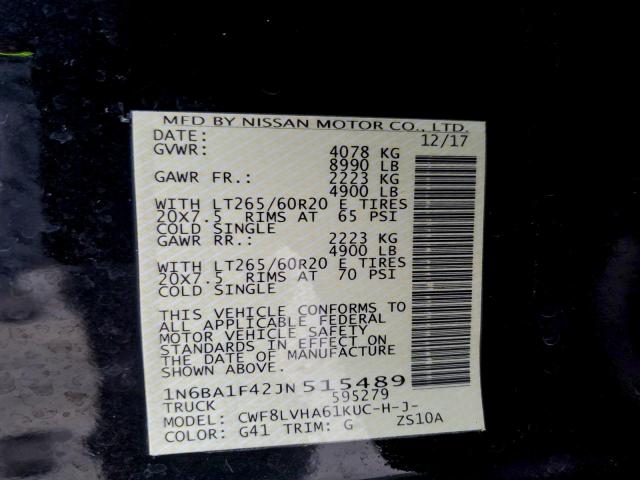 MFD BY NISSAN MOTOR CO., LTD.
DATE: 12/17
GVWR: 4078 KG
8990 LB
GAWR FR.: 2223 KG
4900 LB
WITH LT265/60R20 E TIRES
20X7.5 RIMS AT 65 PSI
COLD SINGLE
GAWR RR.: 2223 KG
4900 LB
WITH LT265/60R20 E TIRES
20X7.5 RIMS AT 70 PSI
COLD SINGLE
THIS VEHICLE CONFORMS TO
ALL APPLICABLE FEDERAL
MOTOR VEHICLE SAFETY
STANDARDS IN EFFECT ON
THE DATE OF MANUFACTURE
SHOWN ABOVE.
1N6BA1F42JN515489
TRUCK 595279
MODEL: CWF8LVHA61KUC-H-J-
COLOR: G41 TRIM: G ZS10A